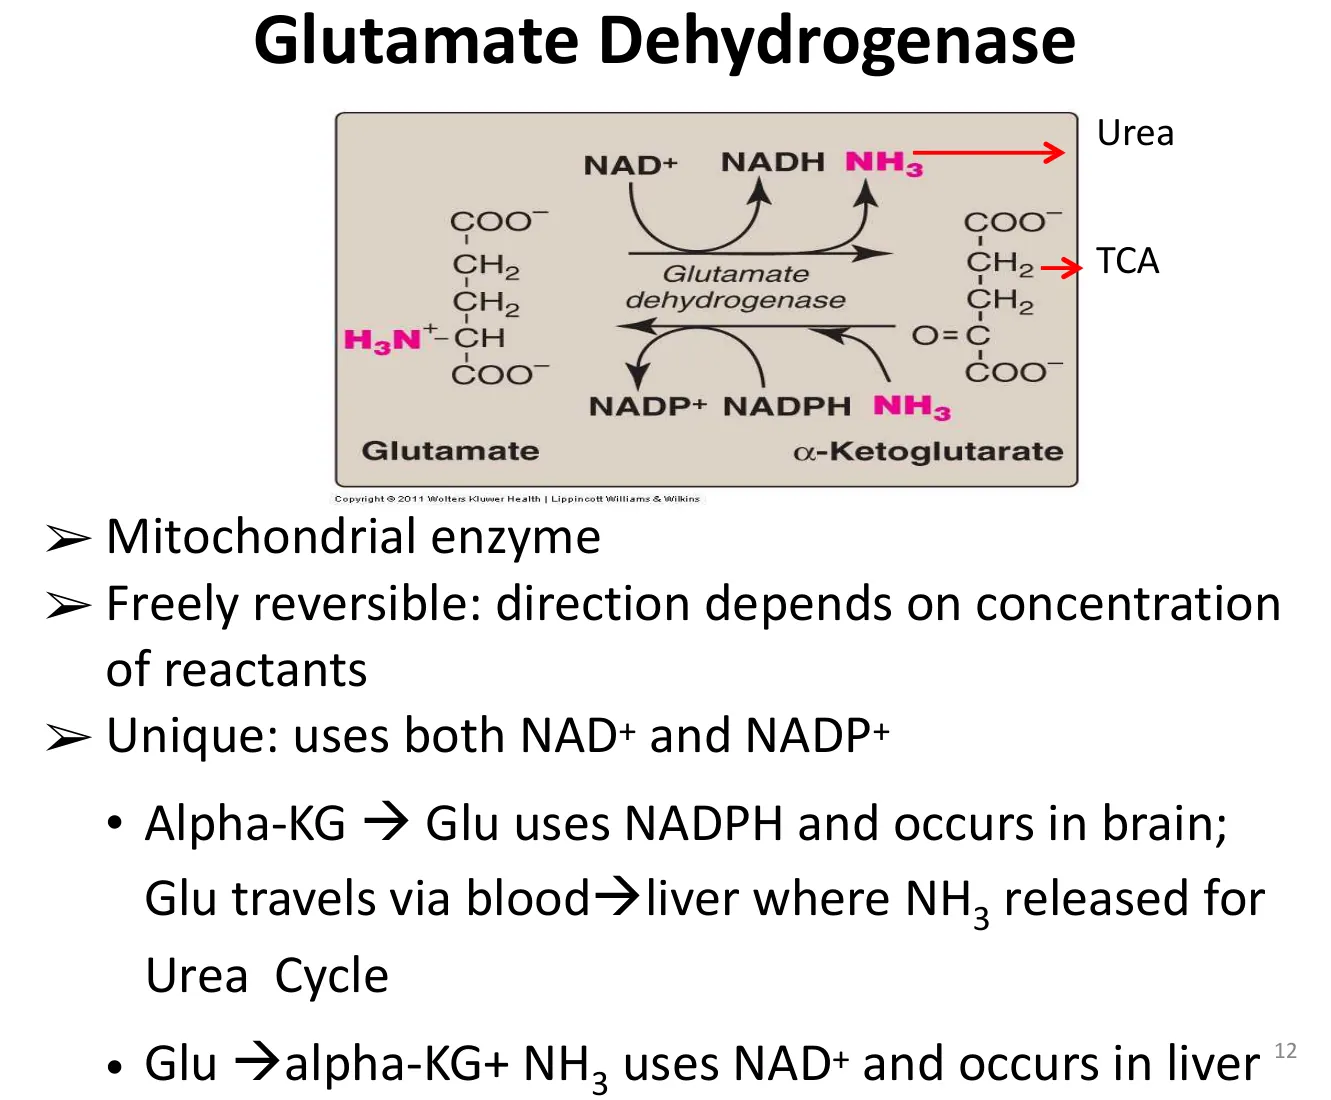 Glutamate Dehydrogenase
Urea
NAD⁺ NADH NH₃
COO⁻
COO⁻
CH₂
CH₂
TCA
Glutamate
dehydrogenase
CH₂
CH₂
H₃N⁺–CH
O=C
COO⁻
COO⁻
NADP⁺ NADPH NH₃
Glutamate
α-Ketoglutarate
Copyright © 2011 Wolters Kluwer Health | Lippincott Williams & Wilkins
➢ Mitochondrial enzyme
➢ Freely reversible: direction depends on concentration
of reactants
➢ Unique: uses both NAD⁺ and NADP⁺
• Alpha-KG → Glu uses NADPH and occurs in brain;
Glu travels via blood→liver where NH₃ released for
Urea Cycle
• Glu →alpha-KG+ NH₃ uses NAD⁺ and occurs in liver
12